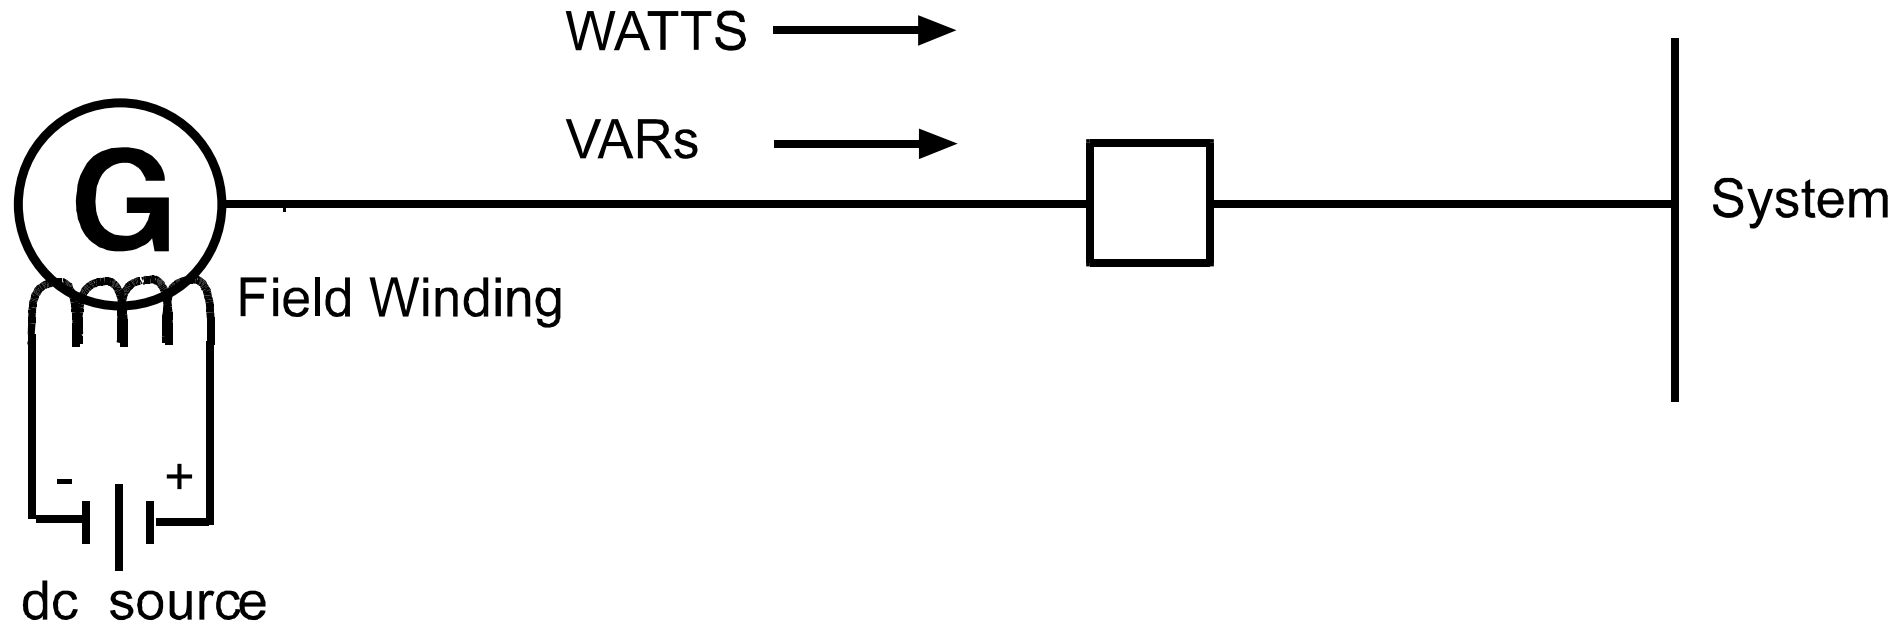 WATTS
VARs
G
System
Field Winding
- +
dc source